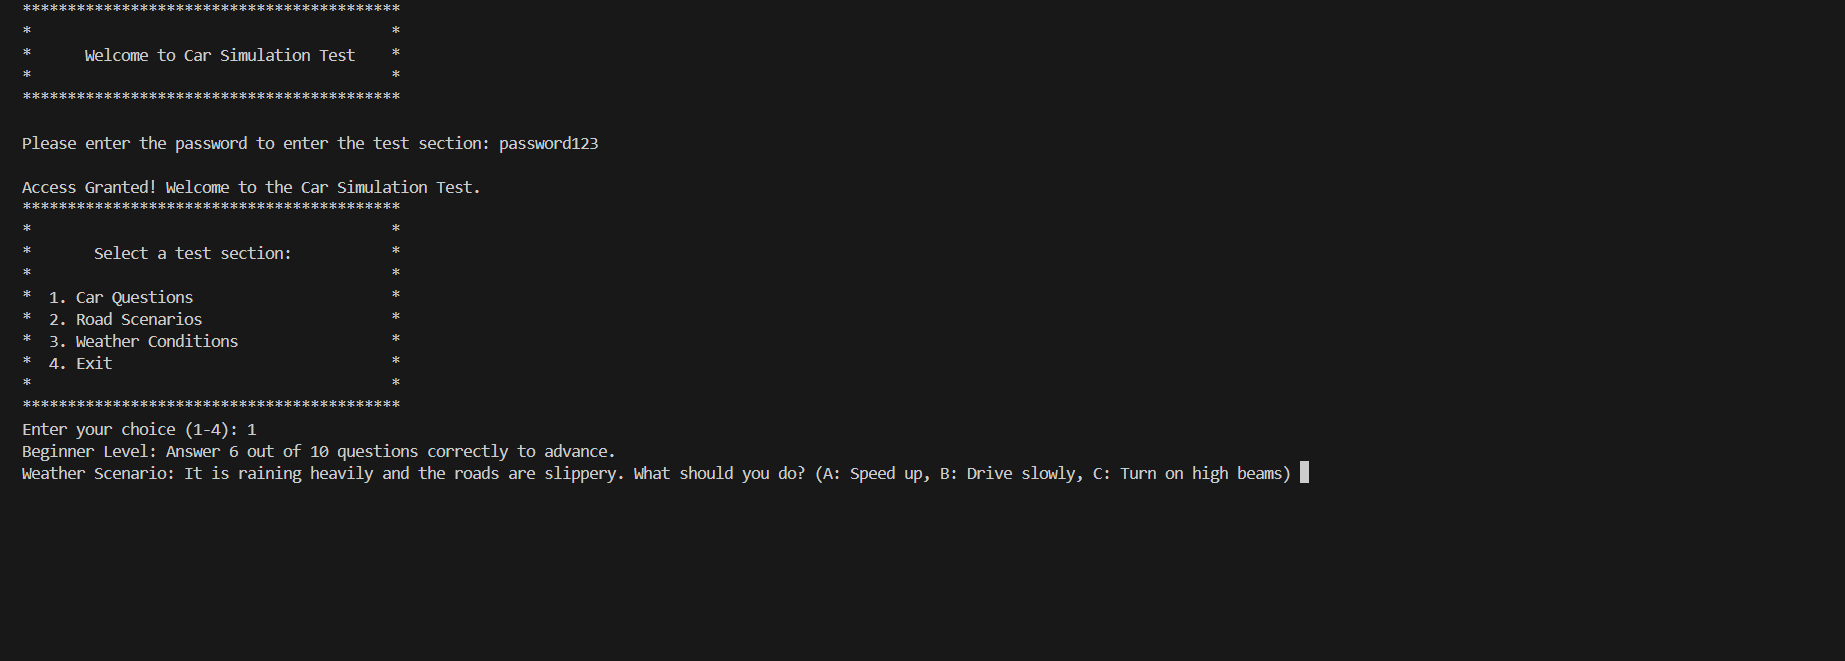 ******************************************
*                                        *
*      Welcome to Car Simulation Test    *
*                                        *
******************************************
Please enter the password to enter the test section: password123
Access Granted! Welcome to the Car Simulation Test.
******************************************
*                                        *
*       Select a test section:           *
*                                        *
*  1. Car Questions                      *
*  2. Road Scenarios                     *
*  3. Weather Conditions                 *
*  4. Exit                               *
*                                        *
******************************************
Enter your choice (1-4): 1
Beginner Level: Answer 6 out of 10 questions correctly to advance.
Weather Scenario: It is raining heavily and the roads are slippery. What should you do? (A: Speed up, B: Drive slowly, C: Turn on high beams)